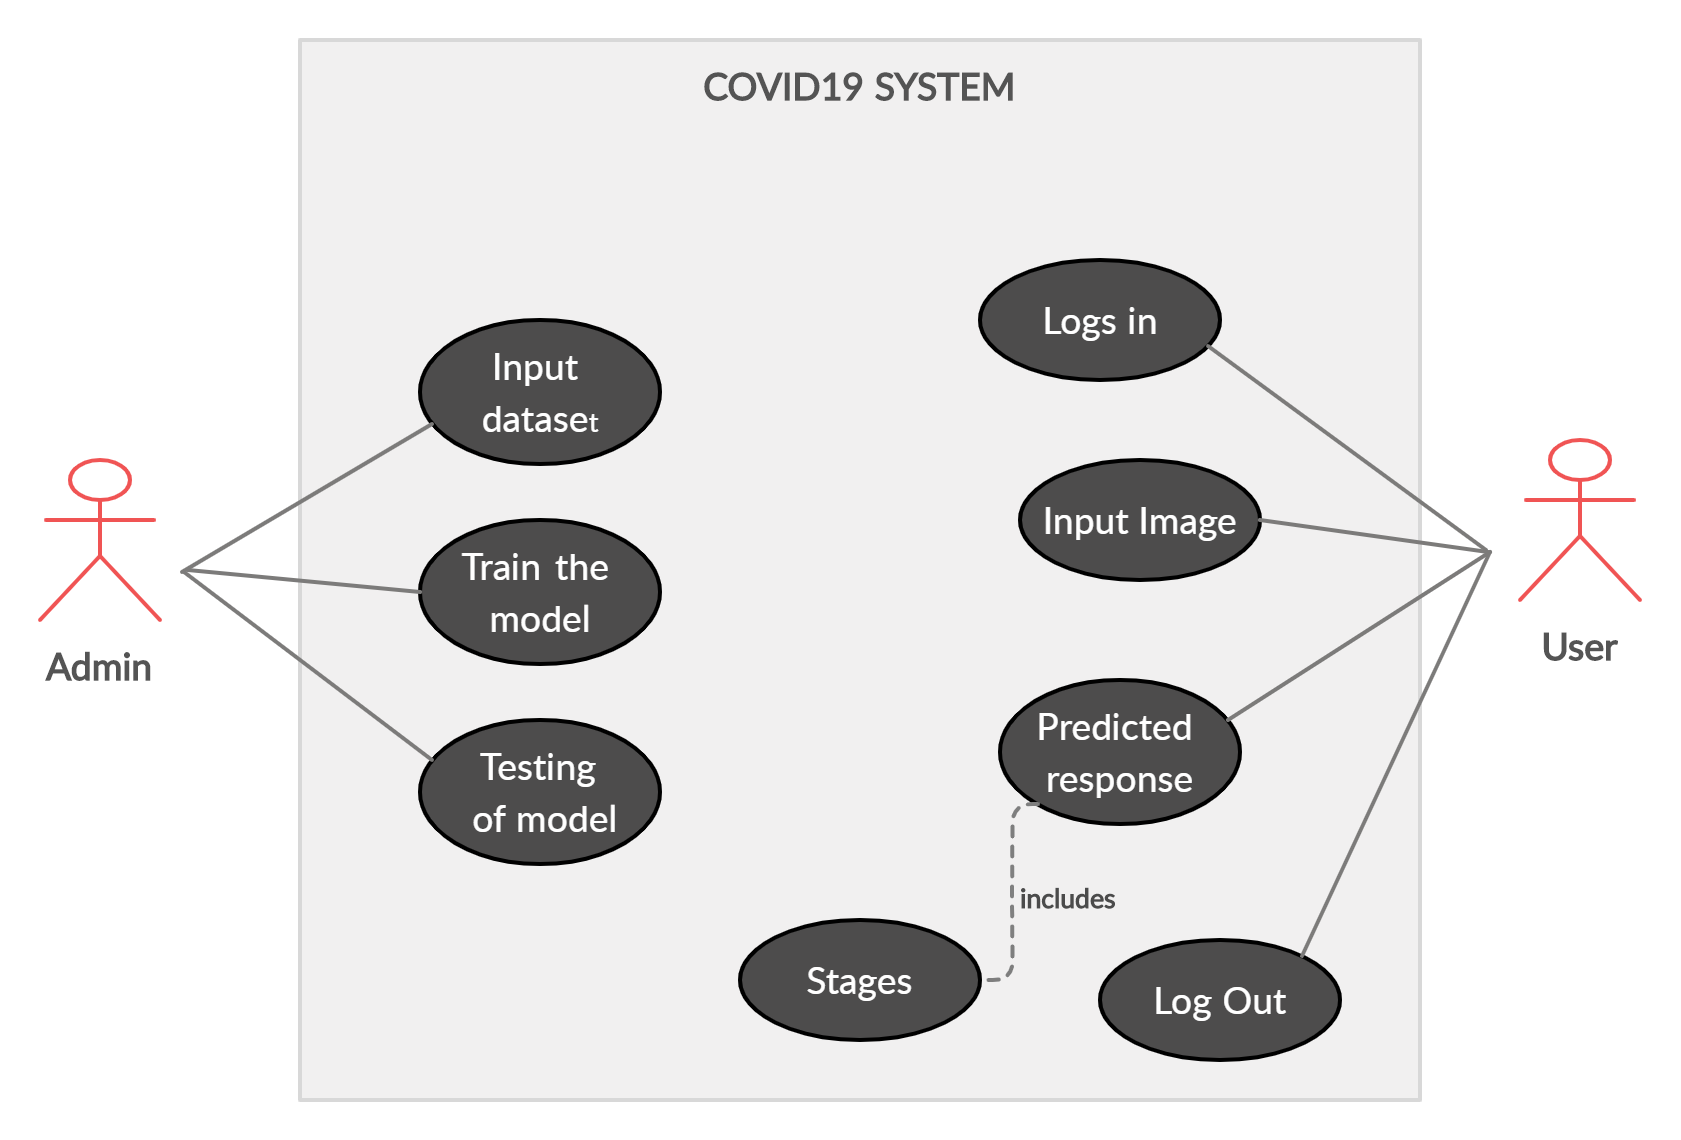 COVID19 SYSTEM
Admin
Input
dataset
Train the
model
Testing
of model
Logs in
Input Image
Predicted
response
includes
Stages
Log Out
User